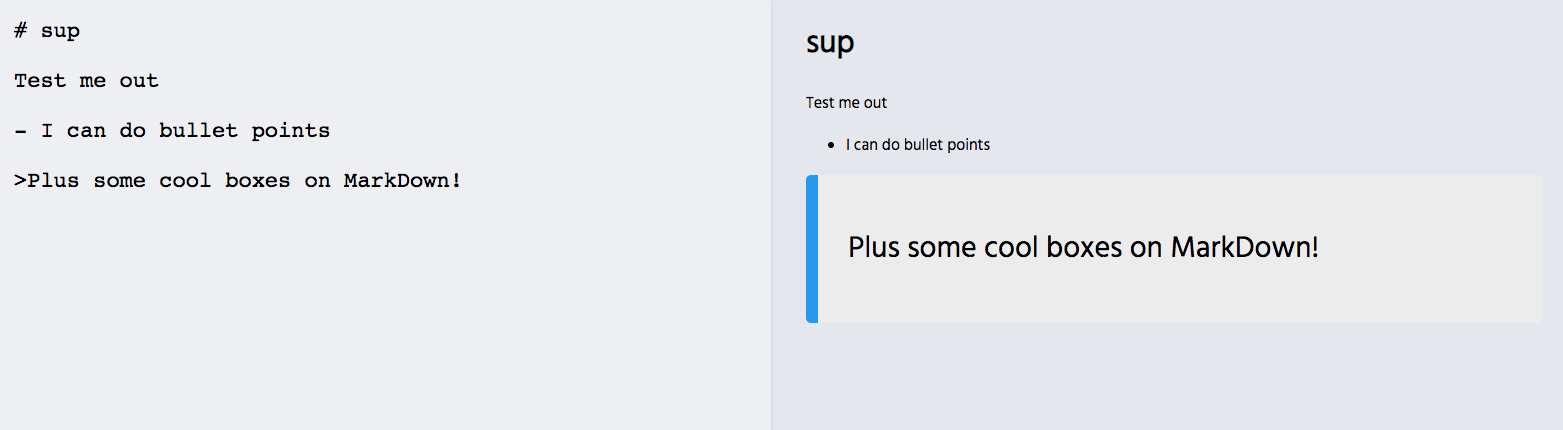 # sup
Test me out
- I can do bullet points
>Plus some cool boxes on MarkDown!
sup
Test me out
• I can do bullet points
Plus some cool boxes on MarkDown!